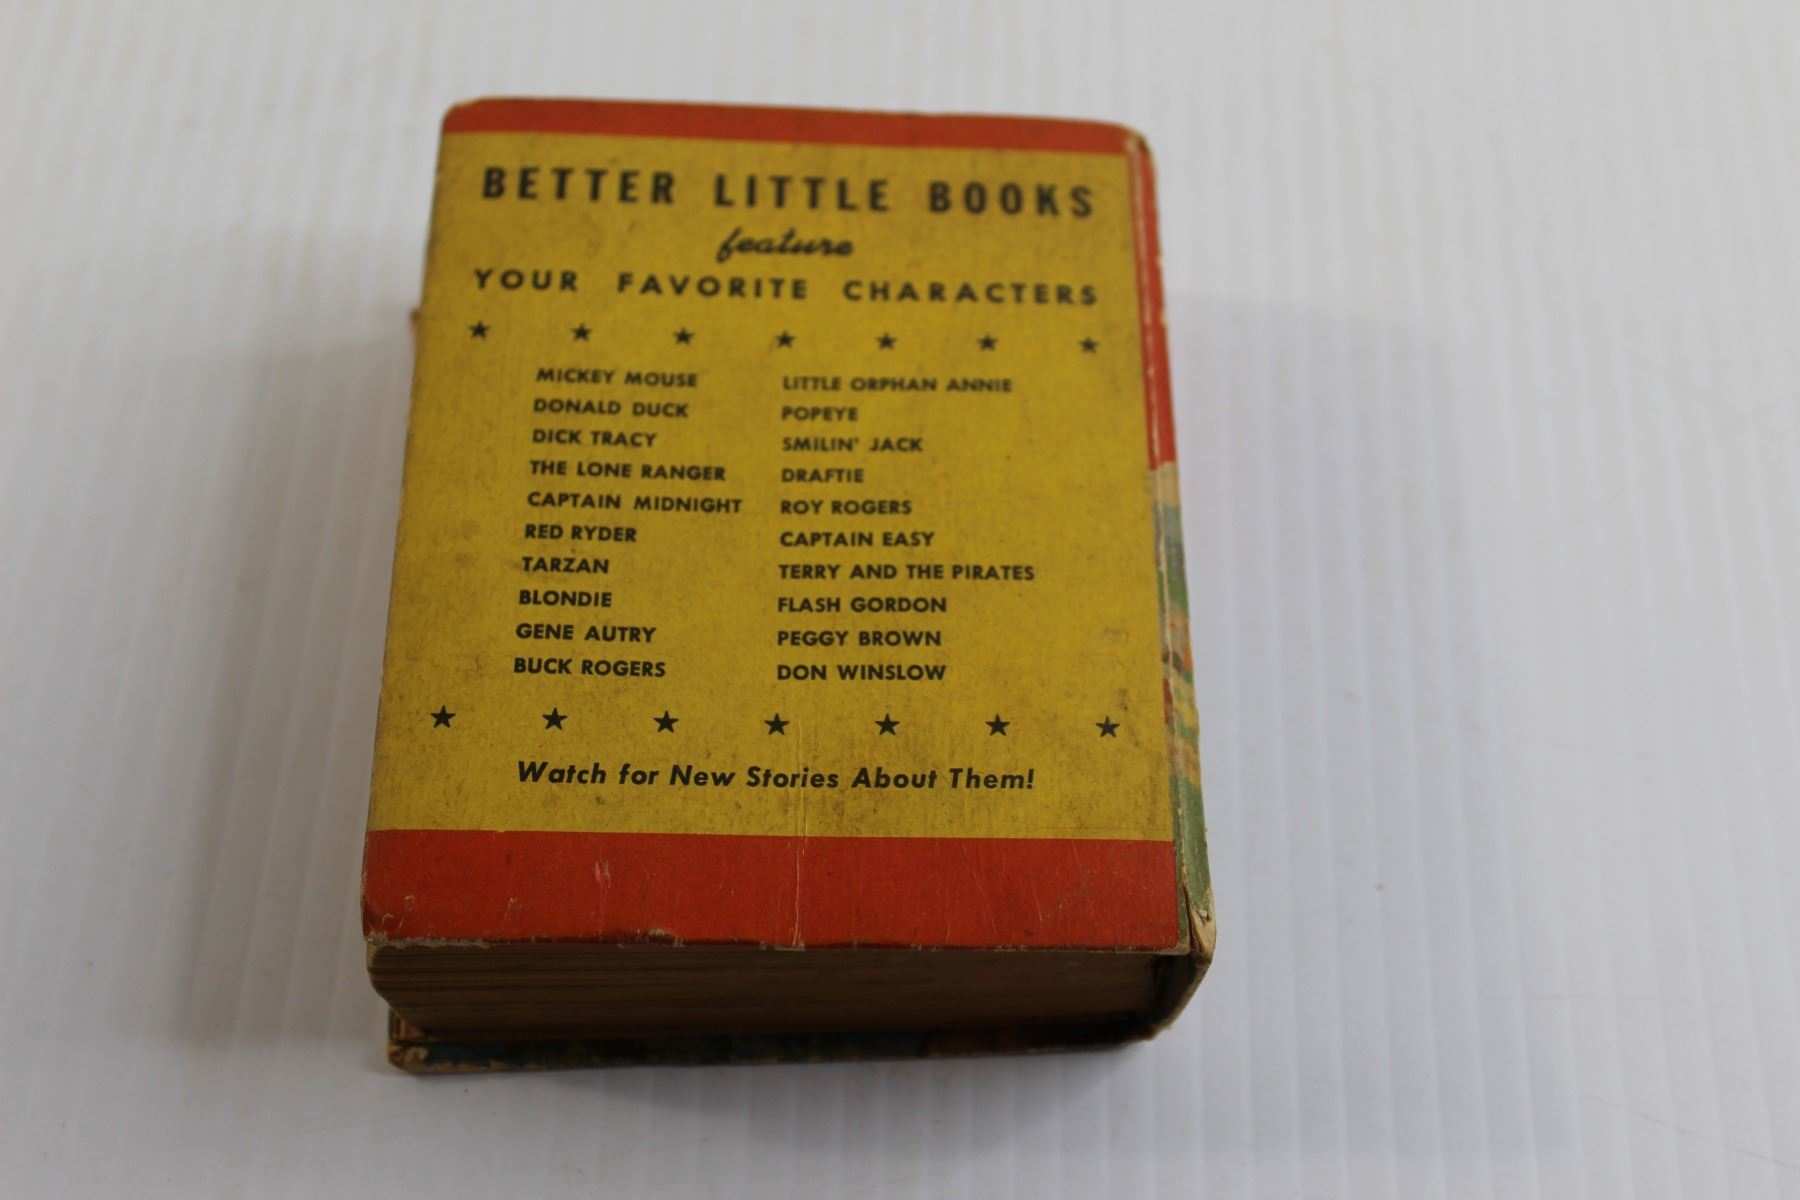 BETTER LITTLE BOOKS
feature
YOUR FAVORITE CHARACTERS
MICKEY MOUSE
DONALD DUCK
DICK TRACY
THE LONE RANGER
CAPTAIN MIDNIGHT
RED RYDER
TARZAN
BLONDIE
GENE AUTRY
BUCK ROGERS
LITTLE ORPHAN ANNIE
POPEYE
SMILIN' JACK
DRAFTIE
ROY ROGERS
CAPTAIN EASY
TERRY AND THE PIRATES
FLASH GORDON
PEGGY BROWN
DON WINSLOW
Watch for New Stories About Them!